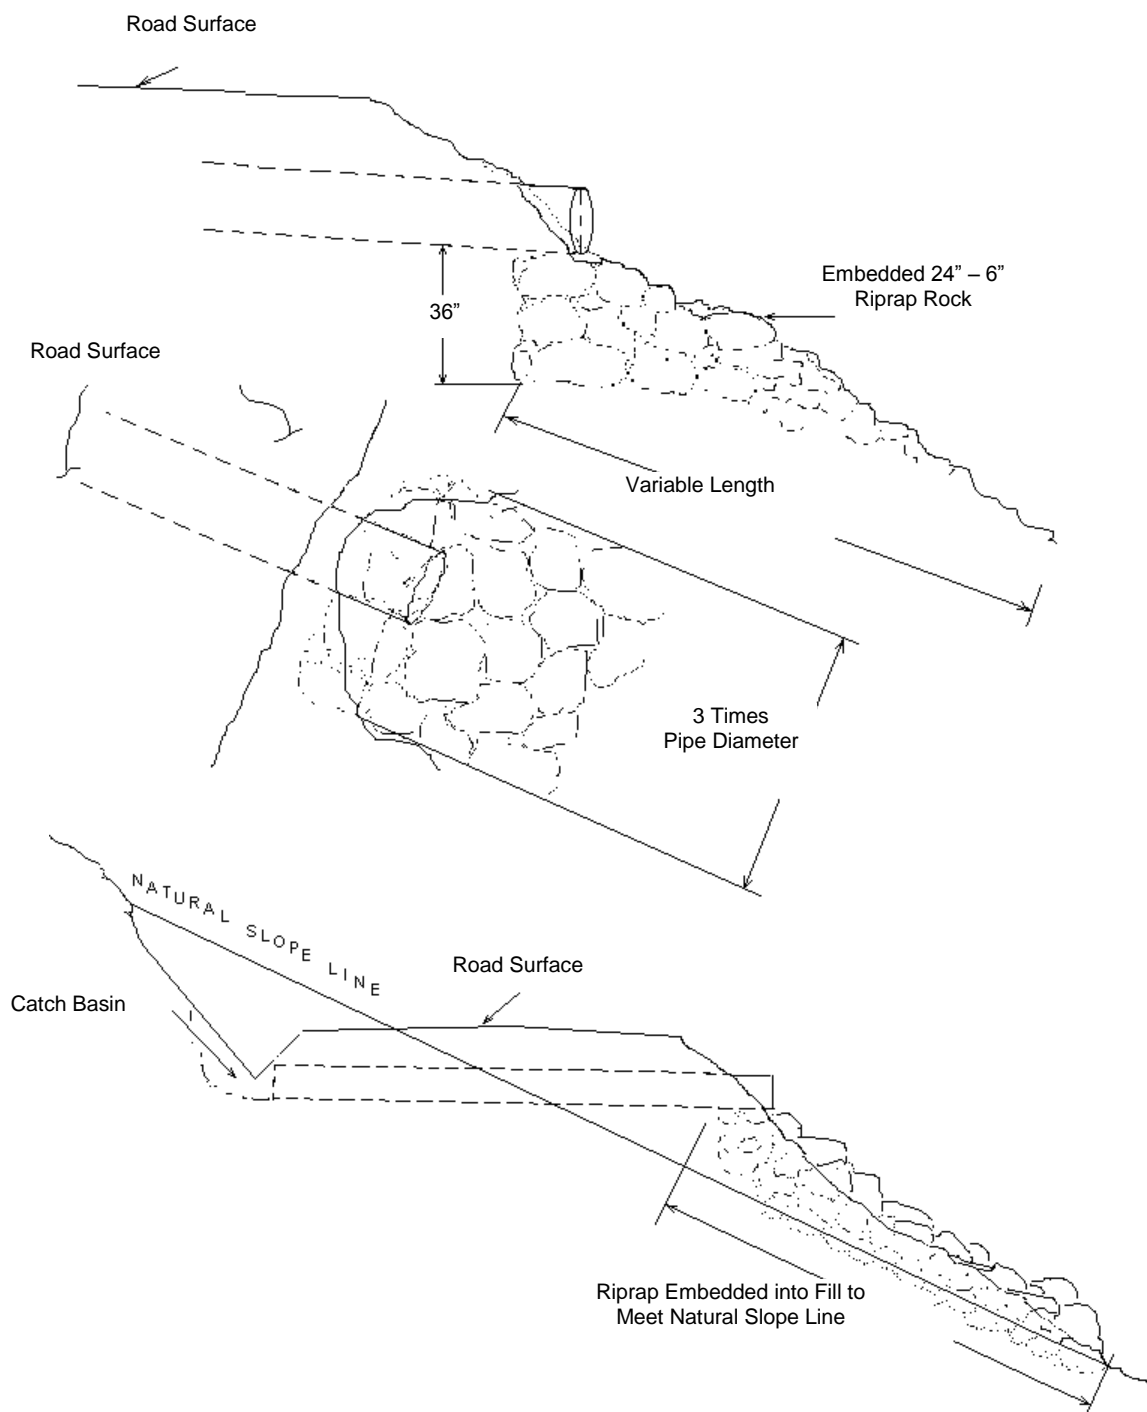 Road Surface
Embedded 24” – 6”
Riprap Rock
36”
Road Surface
Variable Length
3 Times
Pipe Diameter
NATURAL SLOPE LINE
Road Surface
Catch Basin
Riprap Embedded into Fill to
Meet Natural Slope Line